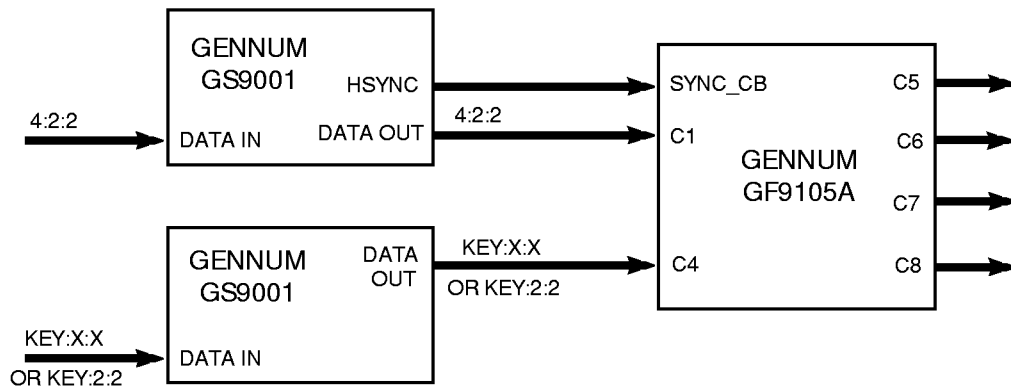 GENNUM
GS9001
HSYNC
4:2:2
DATA IN
DATA OUT
4:2:2
SYNC_CB
C1
C4
GENNUM
GF9105A
C5
C6
C7
C8
GENNUM
GS9001
DATA
OUT
KEY:X:X
OR KEY:2:2
KEY:X:X
OR KEY:2:2
DATA IN